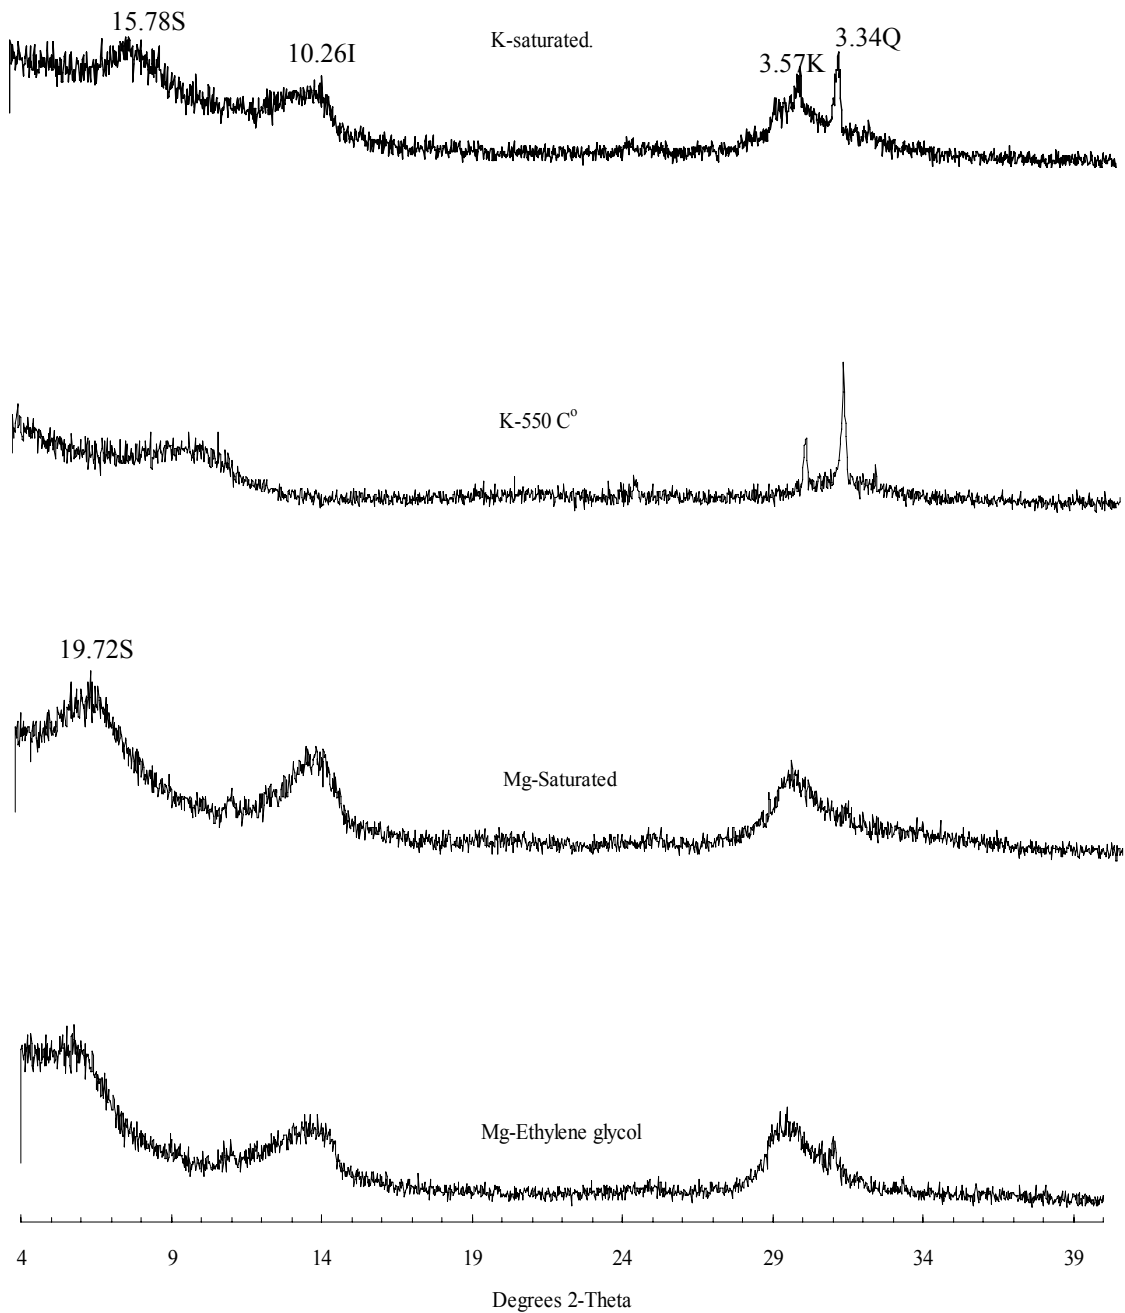 15.78S
10.26I
K-saturated.
3.57K
3.34Q
K-550 C°
19.72S
Mg-Saturated
Mg-Ethylene glycol
4 9 14 19 24 29 34 39
Degrees 2-Theta